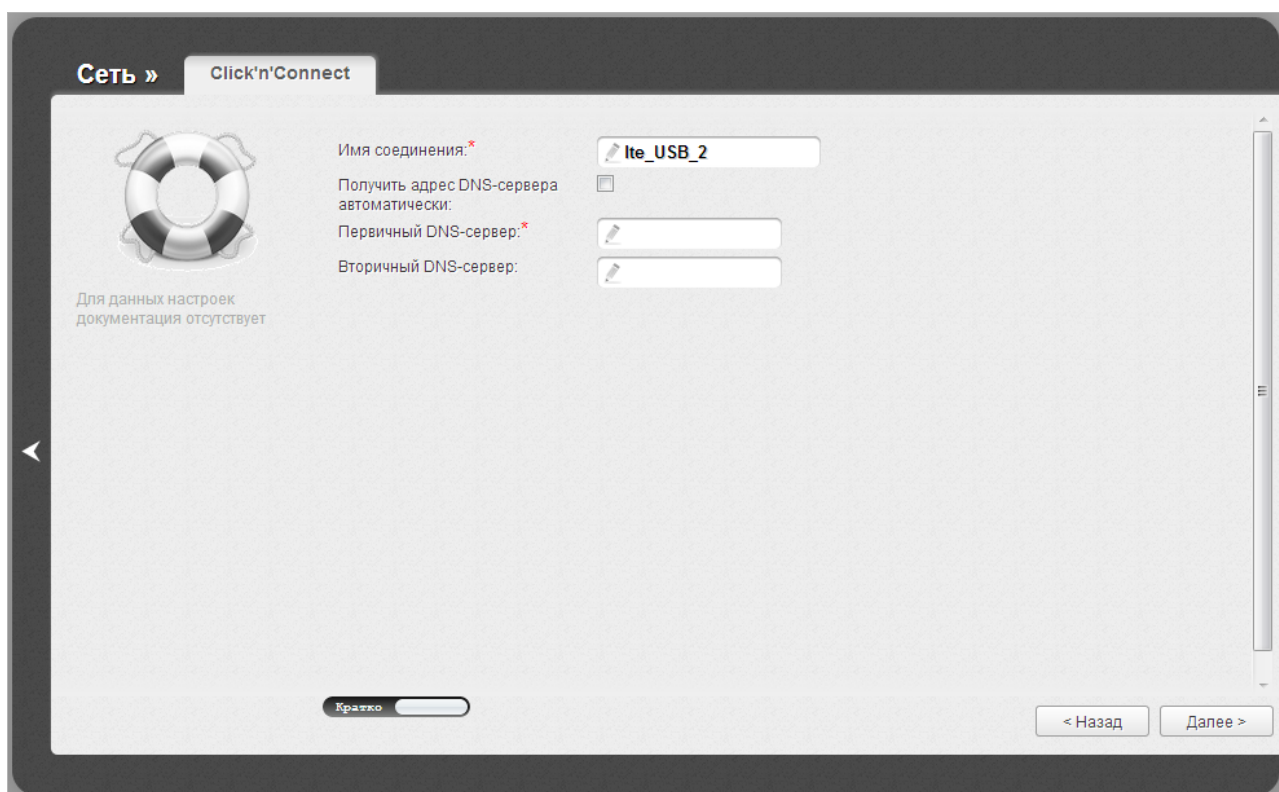 Сеть »
Click'n'Connect
Для данных настроек
документация отсутствует
Имя соединения:*
lte_USB_2
Получить адрес DNS-сервера
автоматически:
Первичный DNS-сервер:*
Вторичный DNS-сервер:
Кратко
< Назад
Далее >